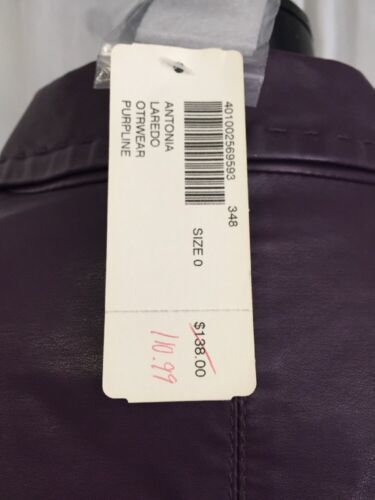 401002569593
348
SIZE 0
ANTONIA
LAREDO
OTRWEAR
PURPLINE
$138.00
110.99